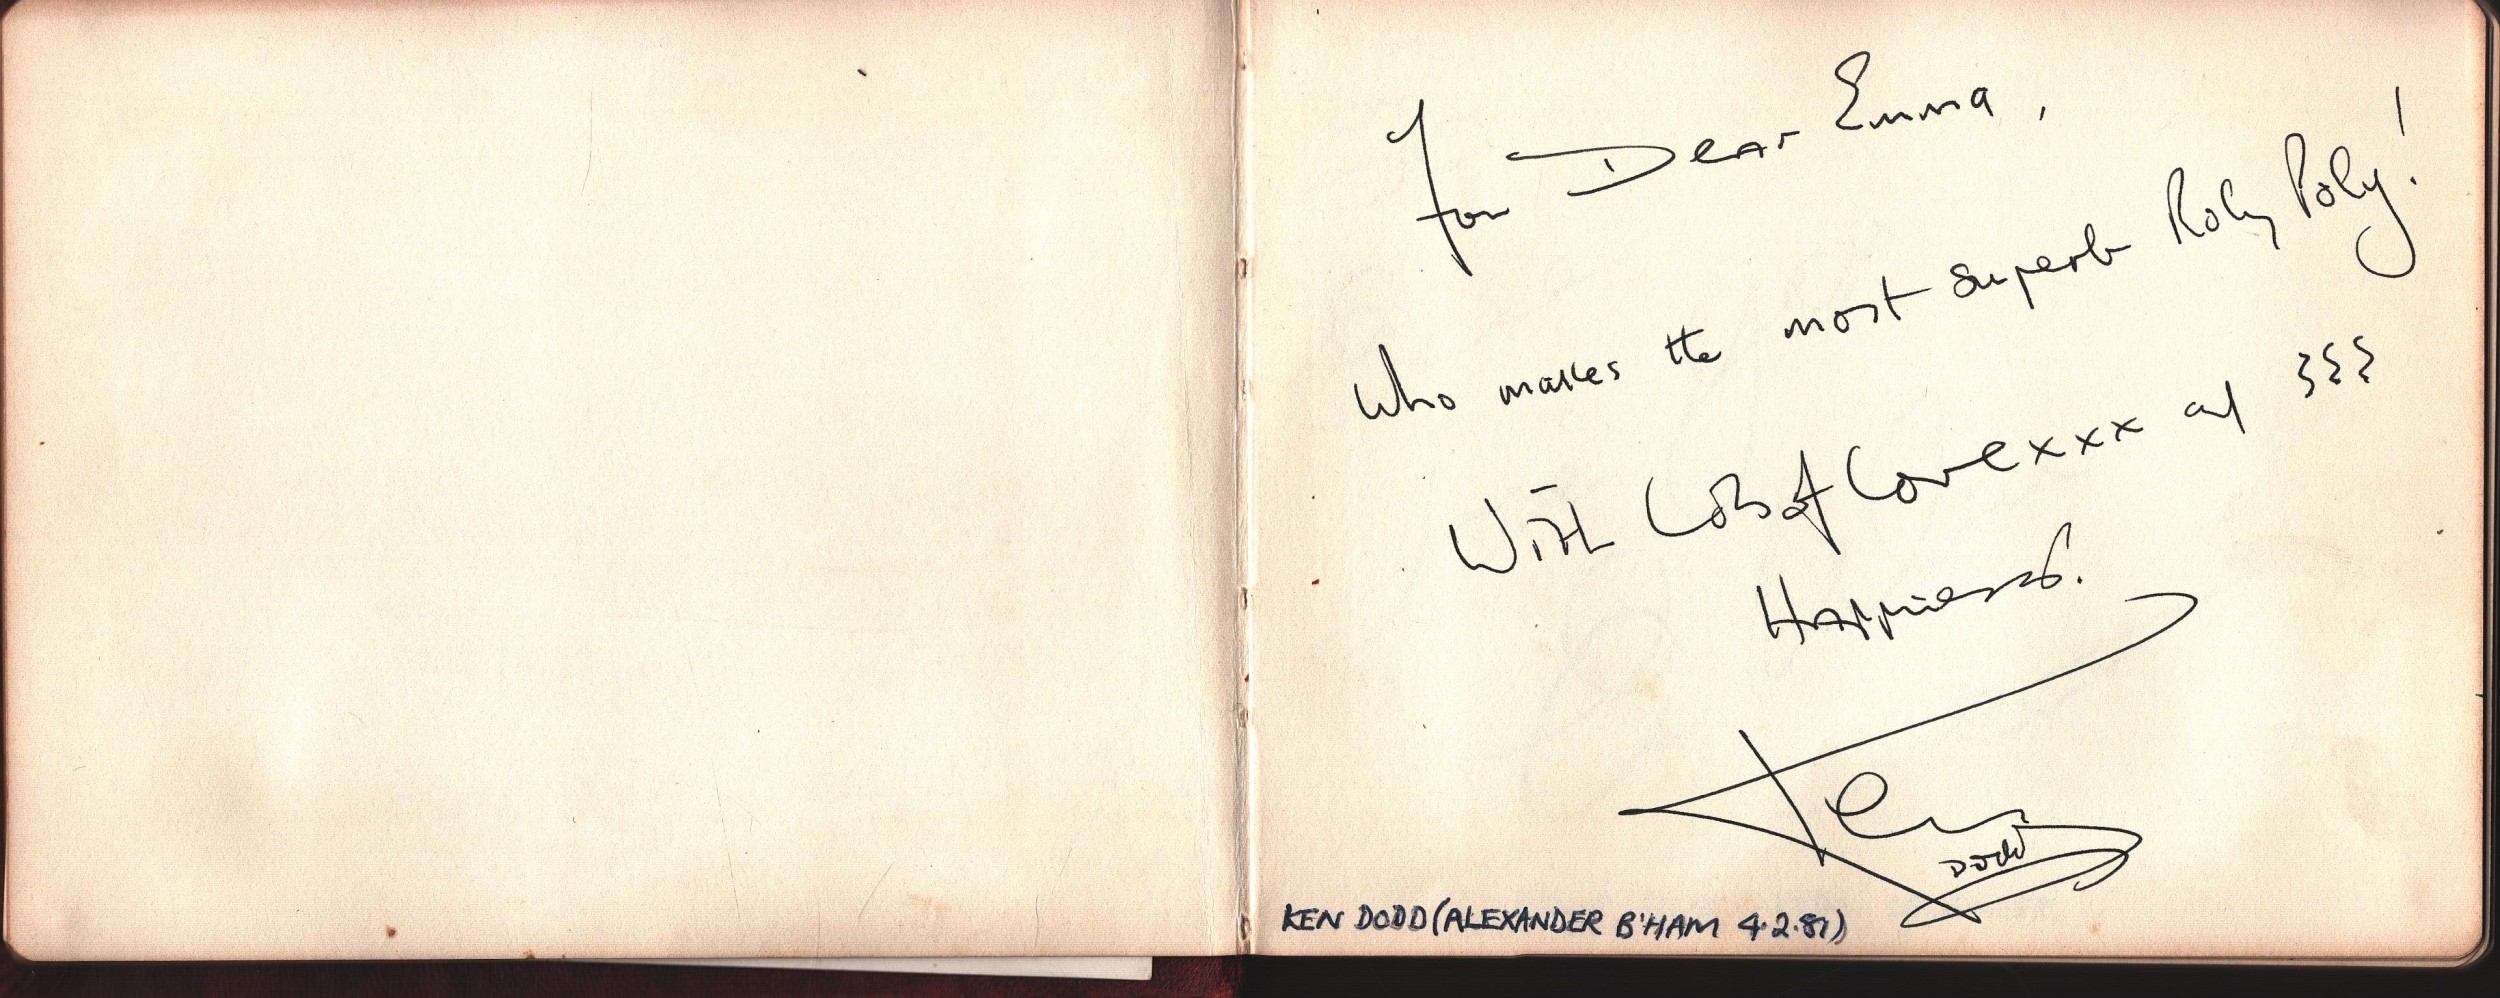 For Dear Emma,
Who makes the most superb Roly Poly!
With Lots of Love x x x and
Happiness.
Ken
Dodd
KEN DODD (ALEXANDER B'HAM 4.2.81)